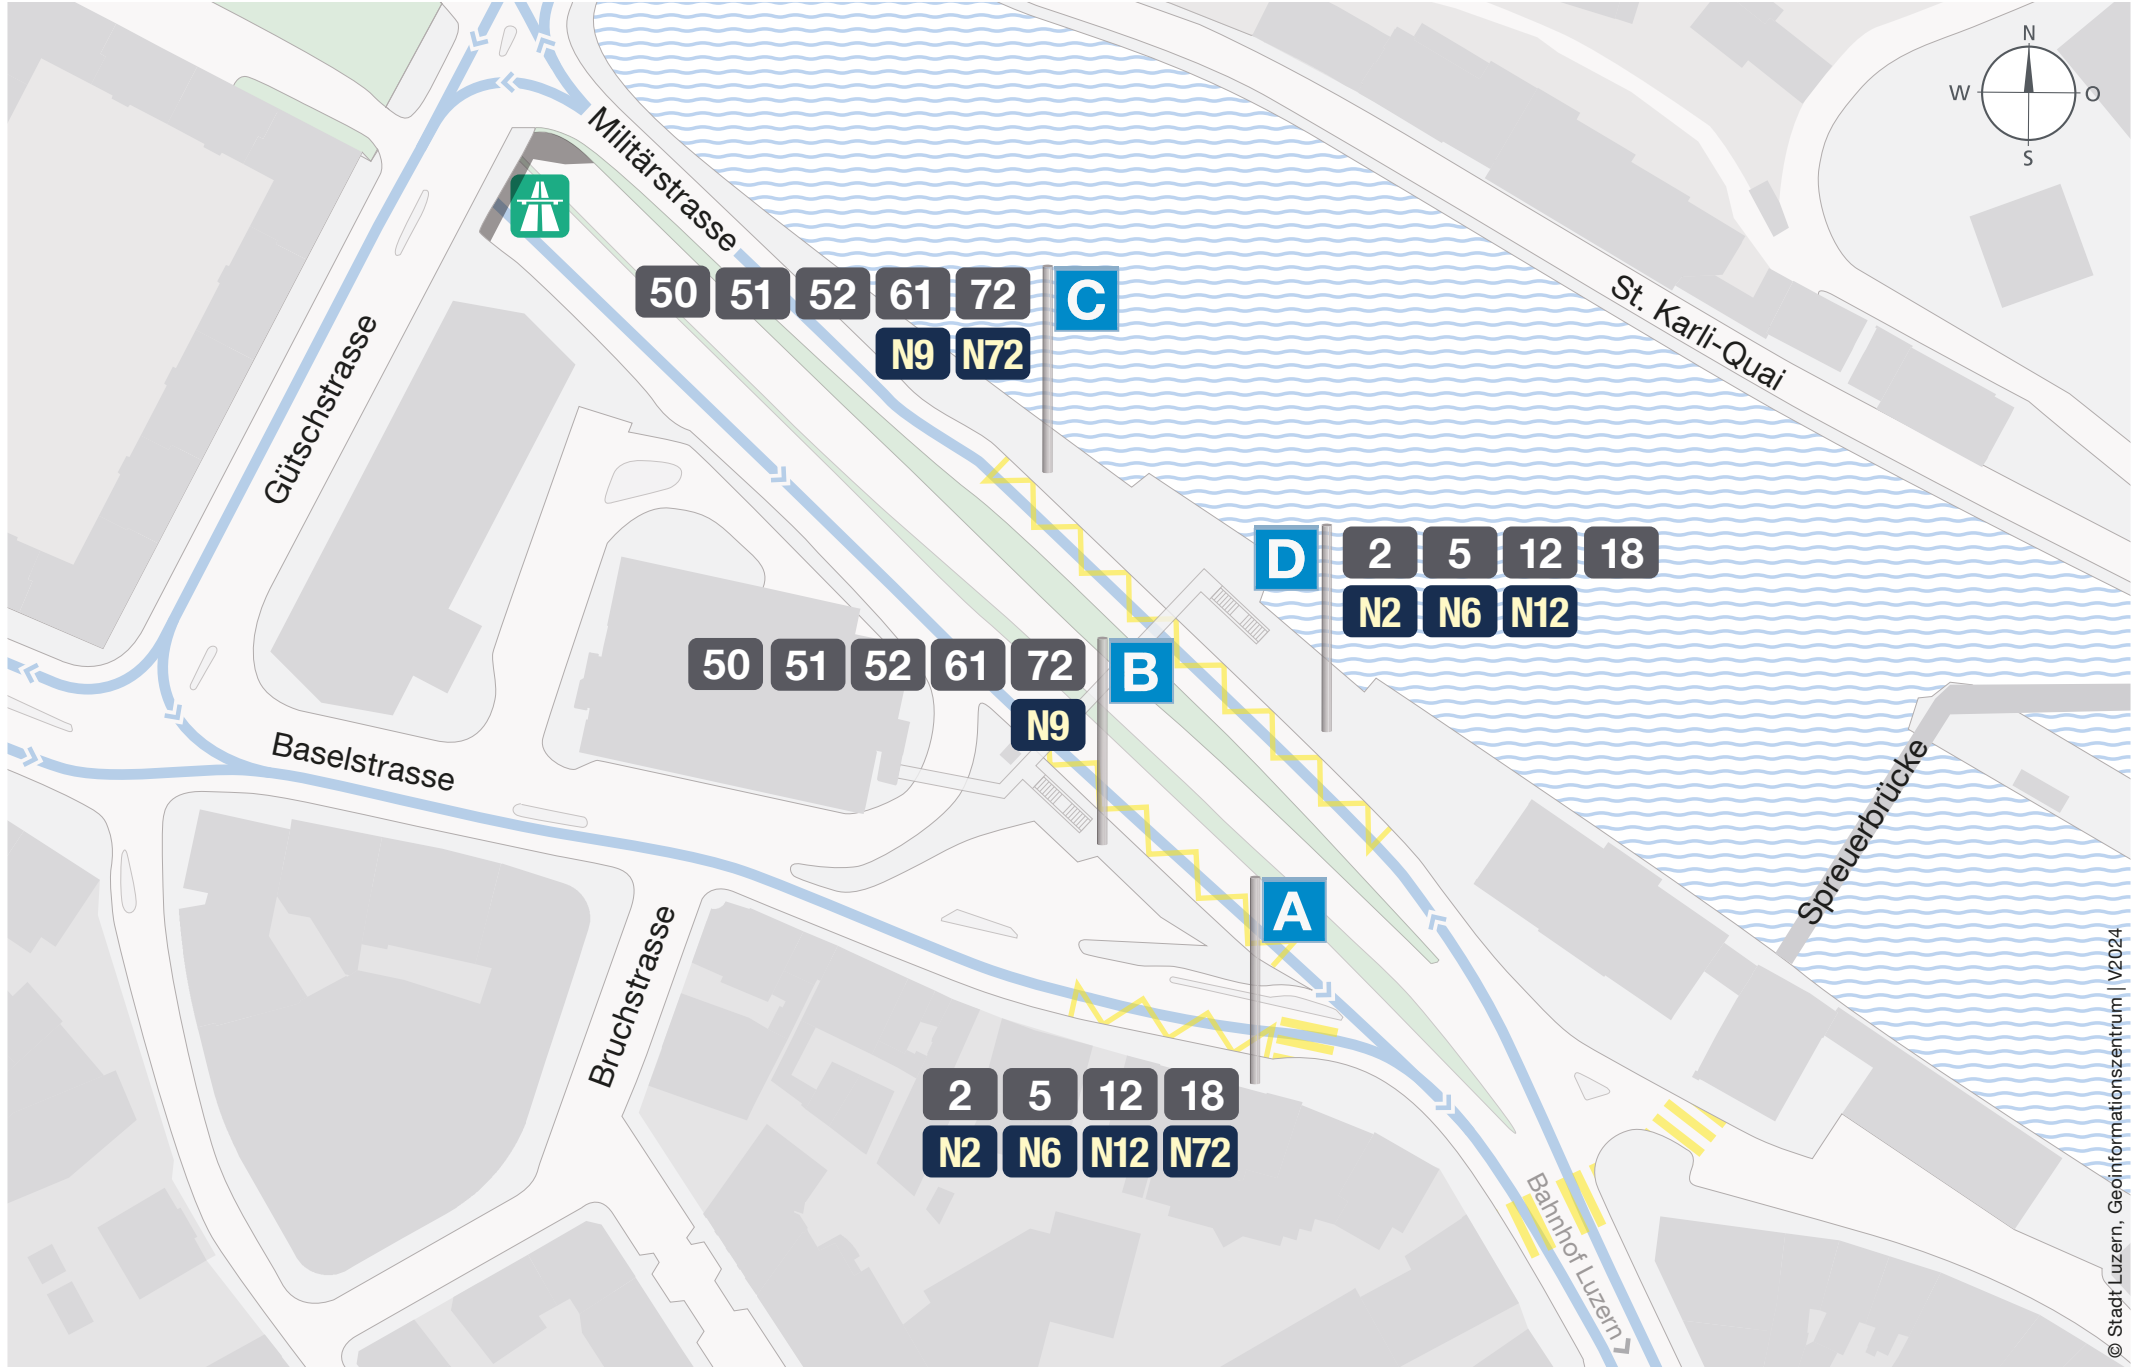 N
W O
S
Militärstrasse
50 51 52 61 72 C
N9 N72
St. Karli-Quai
Gütschstrasse
D 2 5 12 18
N2 N6 N12
50 51 52 61 72 B
N9
Baselstrasse
Spreuerbrücke
A
Bruchstrasse
2 5 12 18
N2 N6 N12 N72
Bahnhof Luzern
© Stadt Luzern, Geoinformationszentrum | V2024